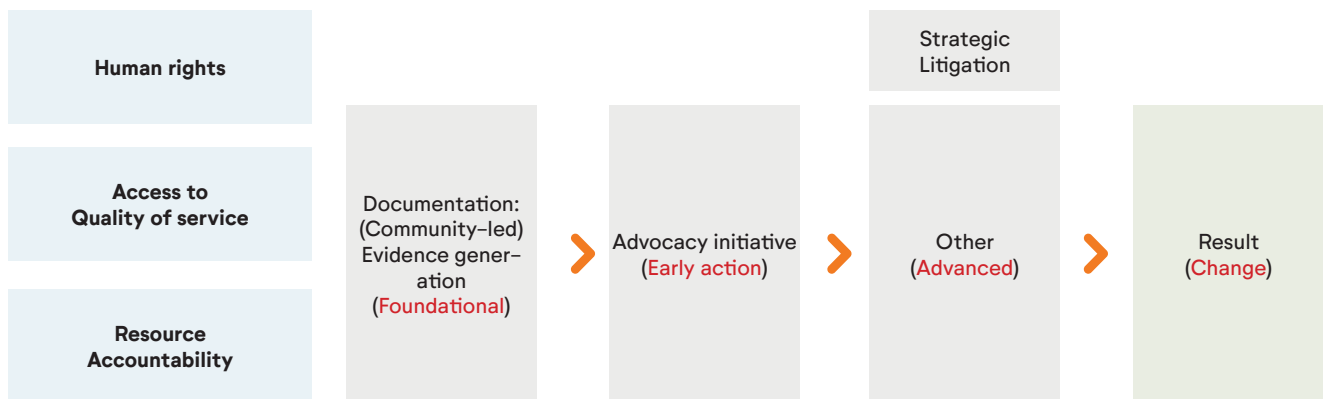 Human rights
Access to
Quality of service
Resource
Accountability
Documentation:
(Community-led)
Evidence gener-
ation
(Foundational)
Advocacy initiative
(Early action)
Strategic
Litigation
Other
(Advanced)
Result
(Change)